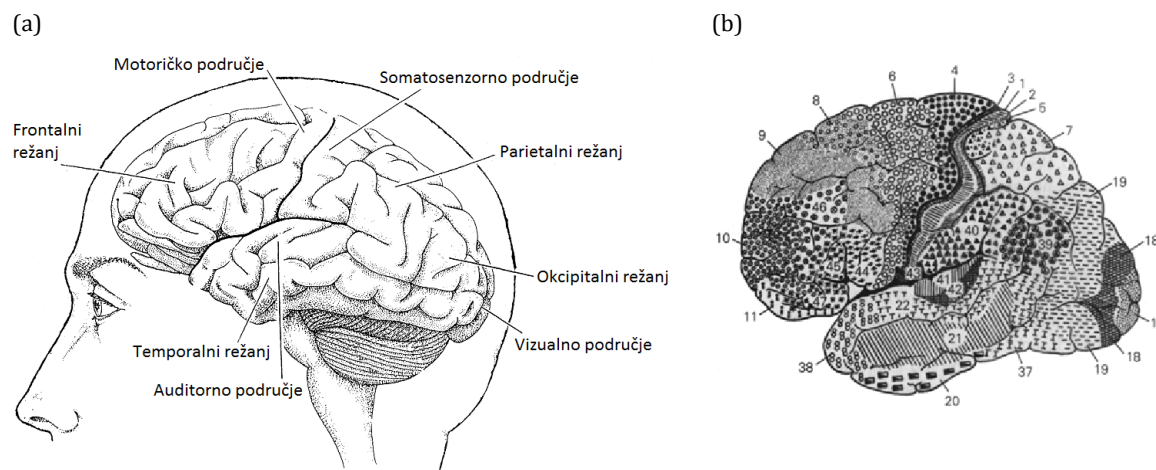 (a)
Motoričko područje
Somatosenzorno područje
Frontalni
režanj
Parietalni režanj
Okcipitalni režanj
Vizualno područje
Temporalni režanj
Auditorno područje
(b)
4
3
1
2
5
6
8
7
9
19
46
40
39
18
10
45
44
43
42
47
22
11
21
38
37
18
19
20